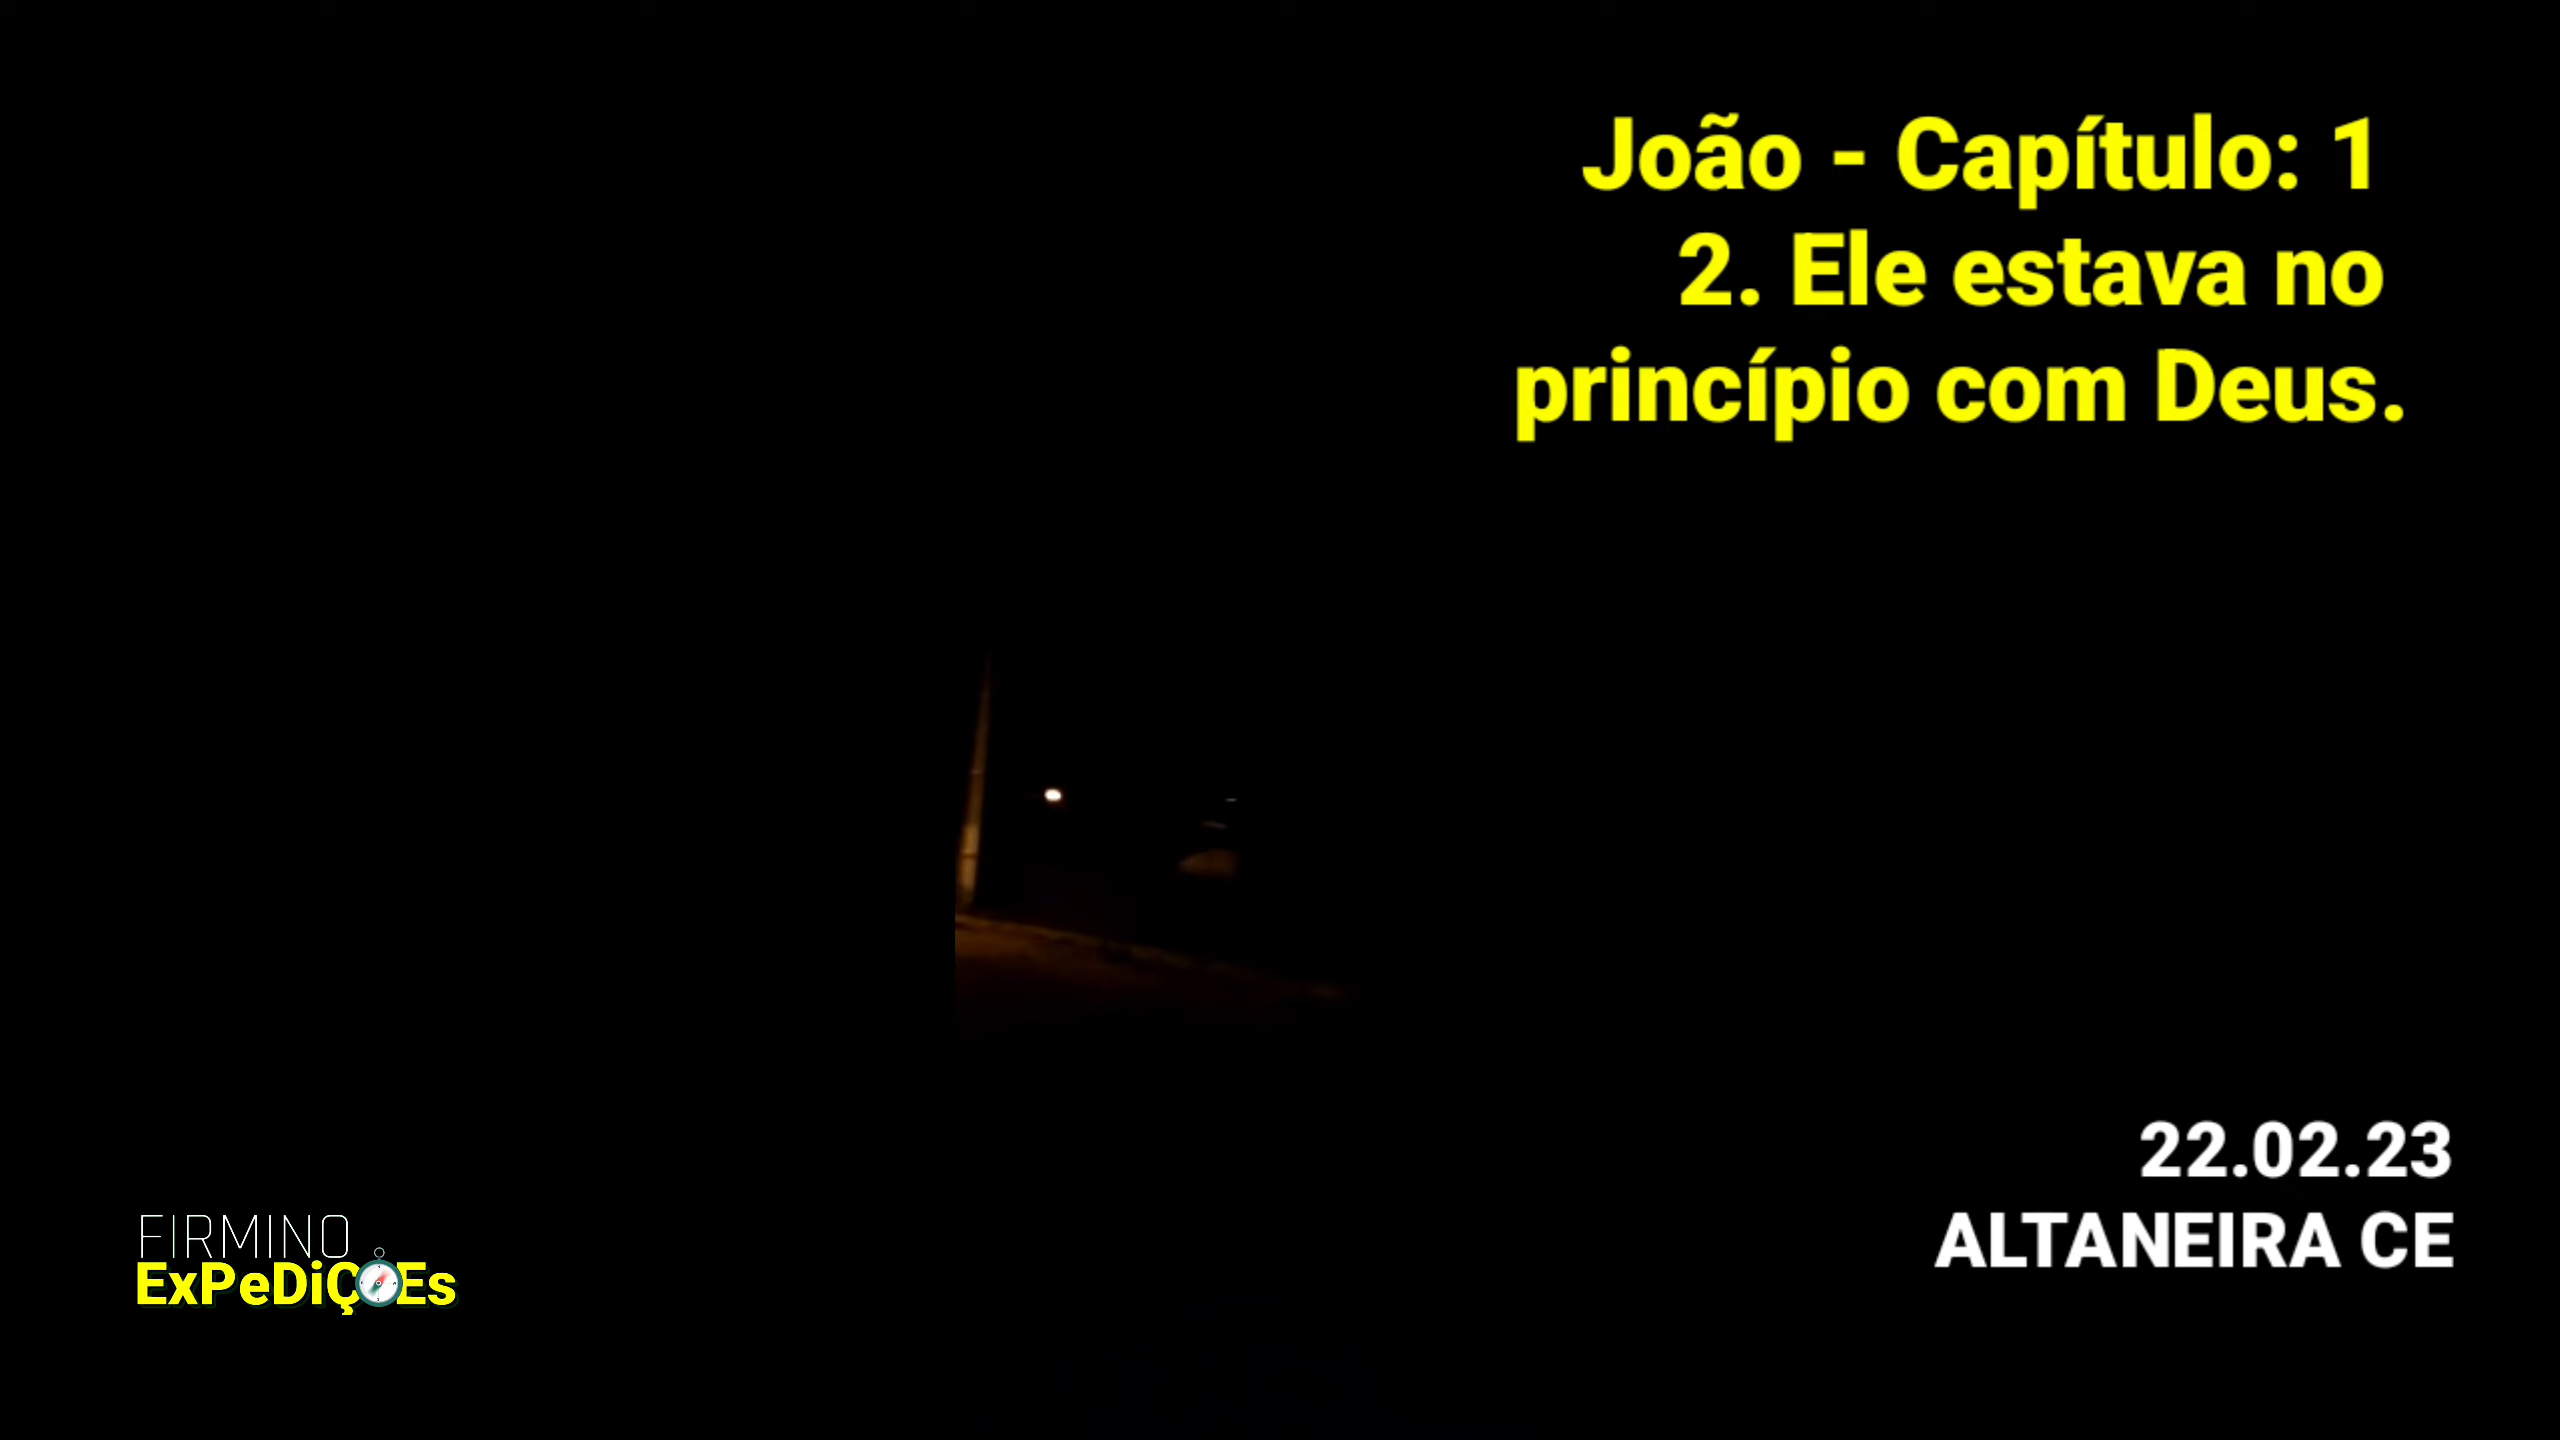 João - Capítulo: 1
2. Ele estava no
princípio com Deus.
22.02.23
ALTANEIRA CE
FIRMINO
ExPeDiÇÕEs